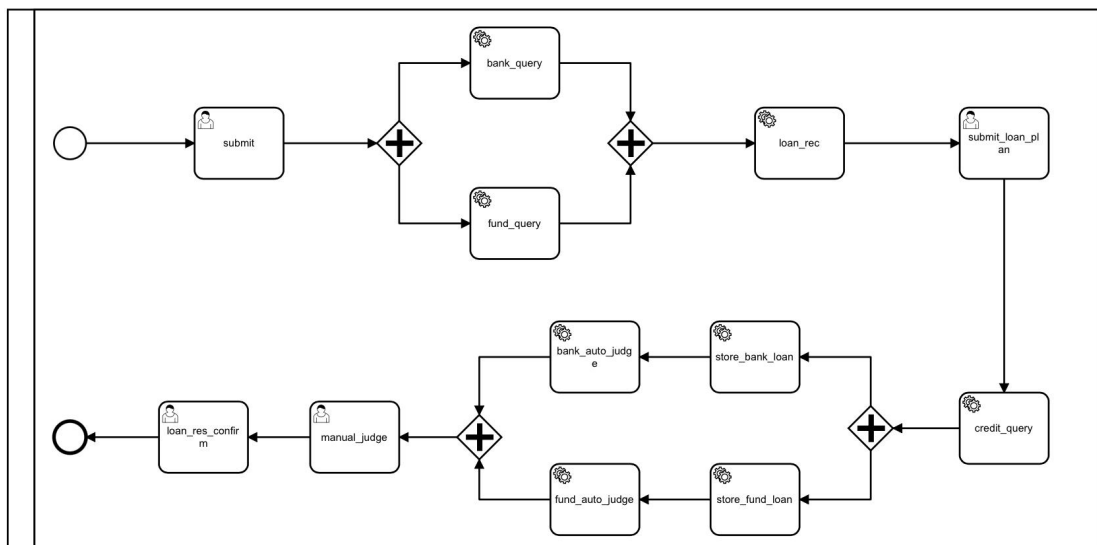 bank_query
submit
loan_rec
submit_loan_pl
an
fund_query
bank_auto_judg
e
store_bank_loan
loan_res_confir
m
manual_judge
credit_query
fund_auto_judge
store_fund_loan